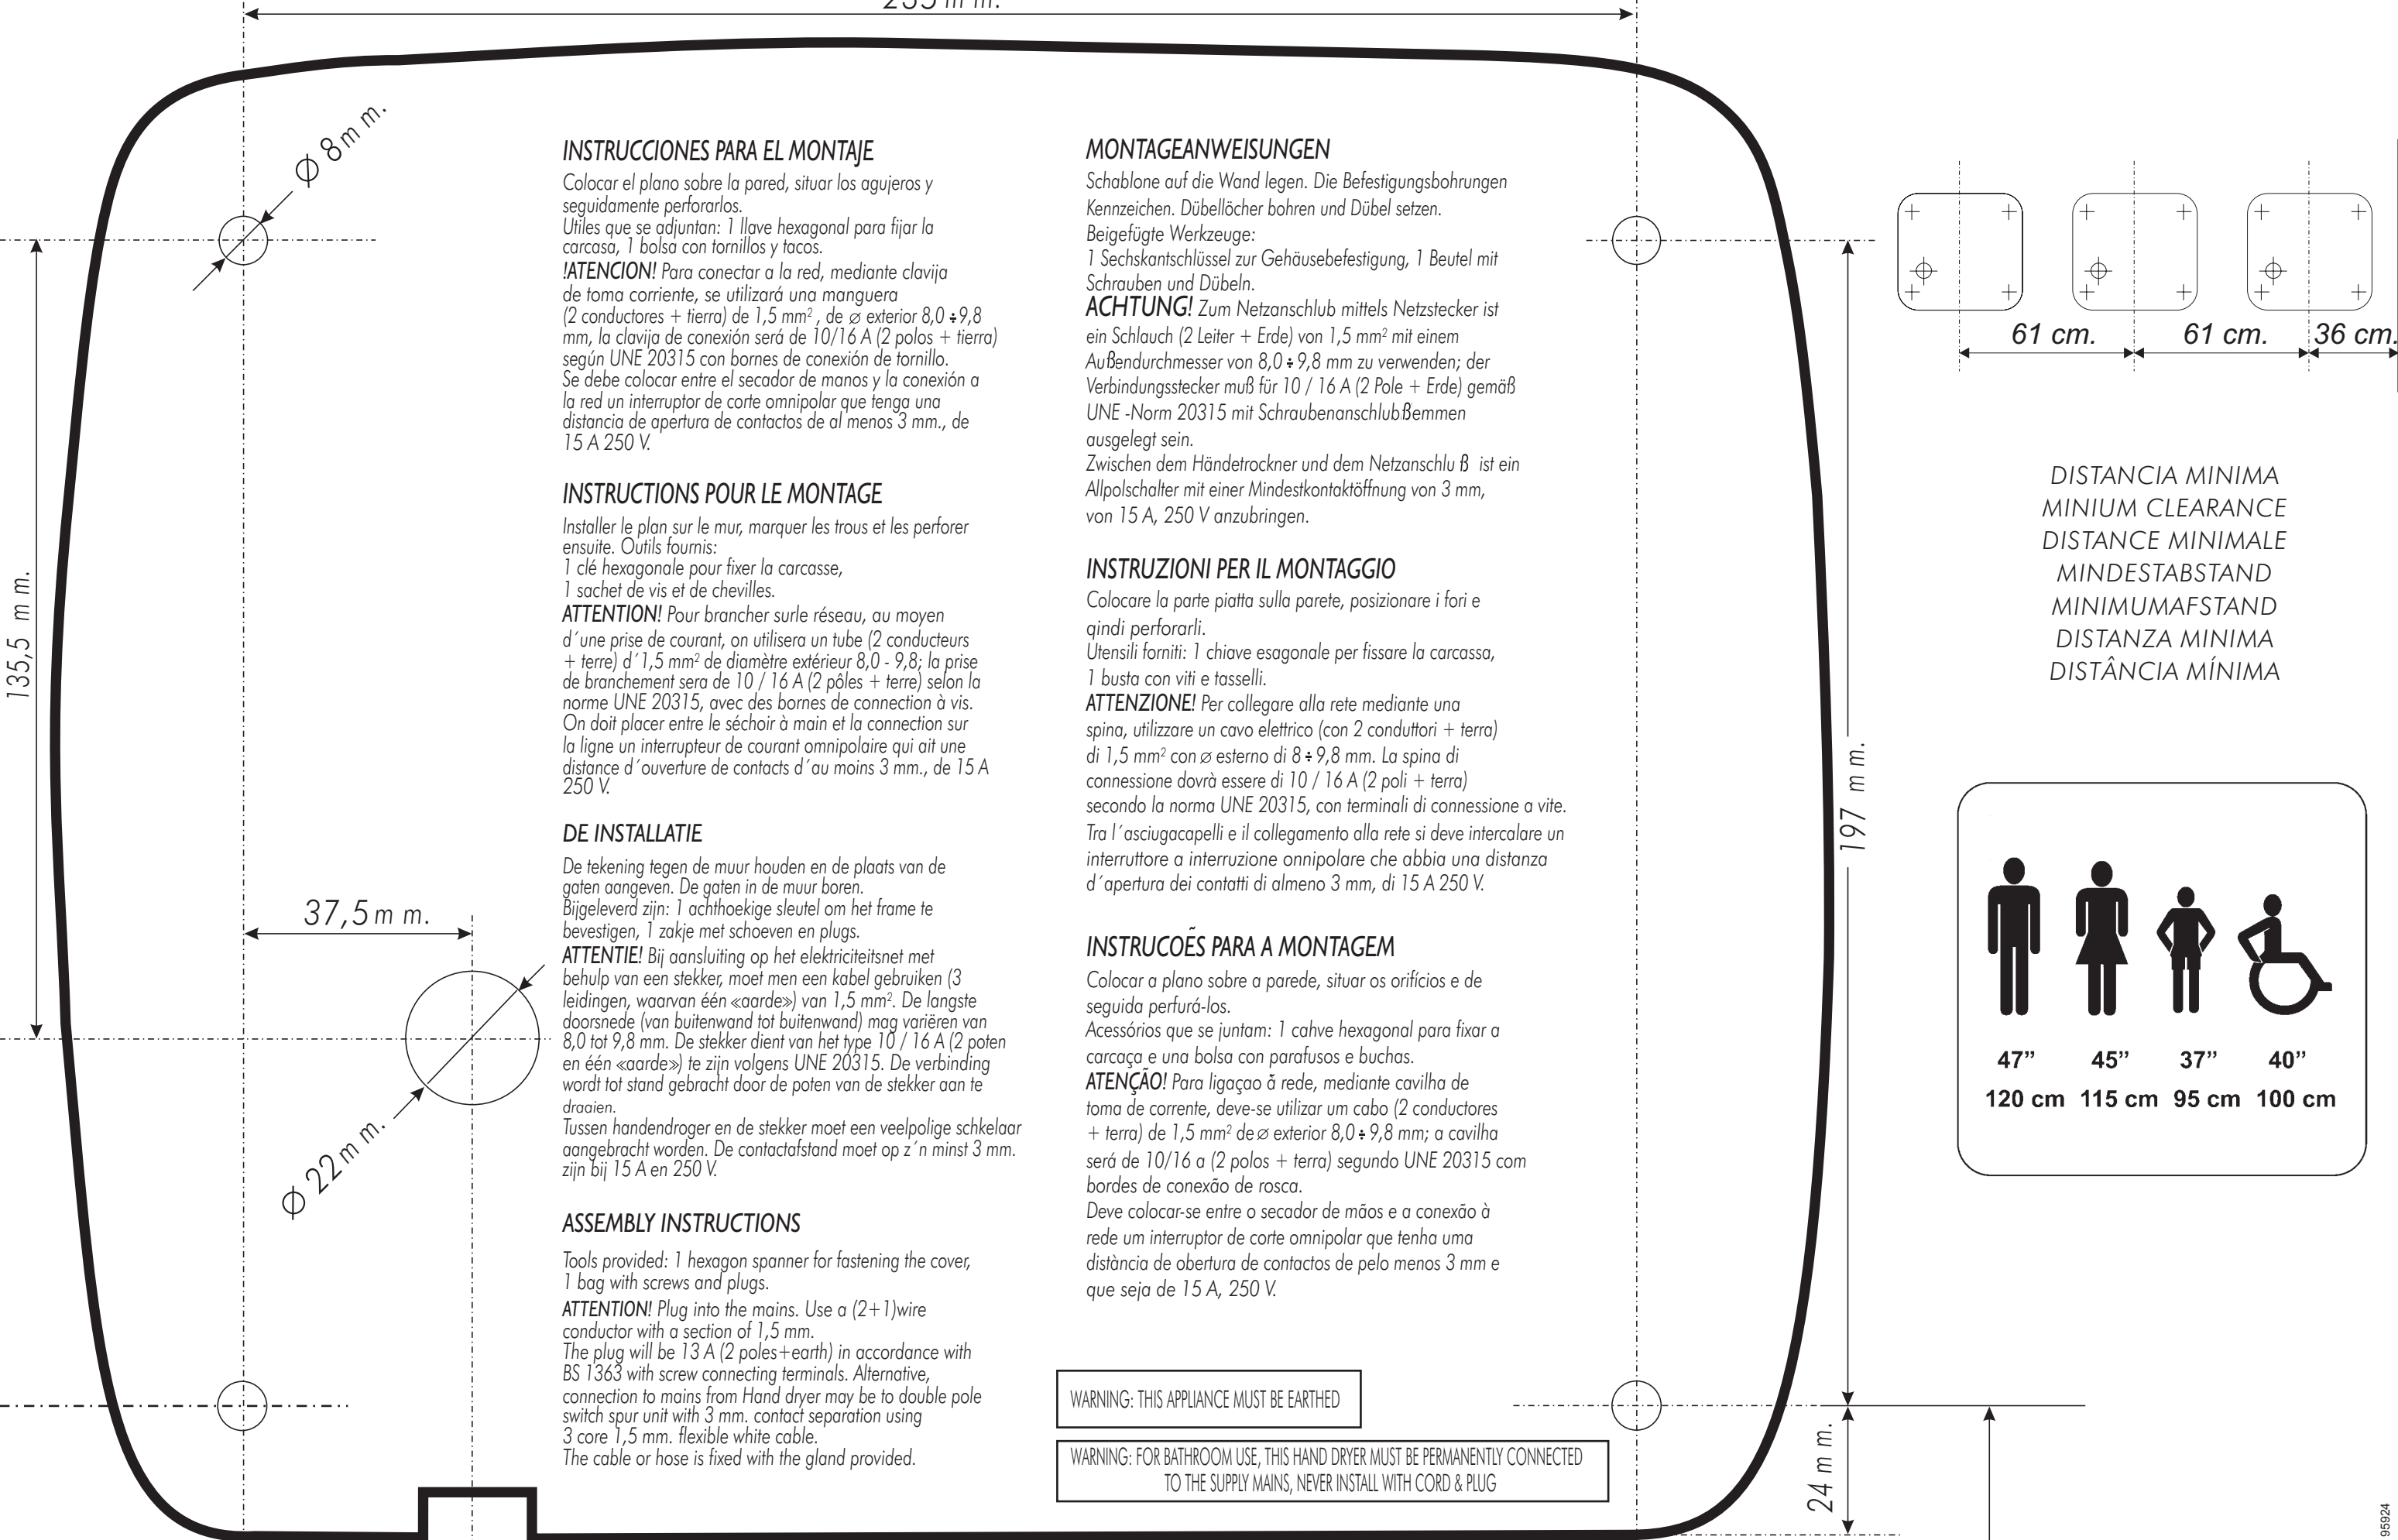 235 m m.
ϕ 8 m m.
INSTRUCCIONES PARA EL MONTAJE
Colocar el plano sobre la pared, situar los agujeros y
seguidamente perforarlos.
Utiles que se adjuntan: 1 llave hexagonal para fijar la
carcasa, 1 bolsa con tornillos y tacos.
!ATENCION! Para conectar a la red, mediante clavija
de toma corriente, se utilizará una manguera
(2 conductores + tierra) de 1,5 mm² , de ø exterior 8,0 ÷ 9,8
mm, la clavija de conexión será de 10/16 A (2 polos + tierra)
según UNE 20315 con bornes de conexión de tornillo.
Se debe colocar entre el secador de manos y la conexión a
la red un interruptor de corte omnipolar que tenga una
distancia de apertura de contactos de al menos 3 mm., de
15 A 250 V.
INSTRUCTIONS POUR LE MONTAGE
Installer le plan sur le mur, marquer les trous et les perforer
ensuite. Outils fournis:
1 clé hexagonale pour fixer la carcasse,
1 sachet de vis et de chevilles.
ATTENTION! Pour brancher surle réseau, au moyen
d´une prise de courant, on utilisera un tube (2 conducteurs
+ terre) d´1,5 mm² de diamètre extérieur 8,0 - 9,8; la prise
de branchement sera de 10 / 16 A (2 pôles + terre) selon la
norme UNE 20315, avec des bornes de connection à vis.
On doit placer entre le séchoir à main et la connection sur
la ligne un interrupteur de courant omnipolaire qui ait une
distance d´ouverture de contacts d´au moins 3 mm., de 15 A
250 V.
DE INSTALLATIE
De tekening tegen de muur houden en de plaats van de
gaten aangeven. De gaten in de muur boren.
Bijgeleverd zijn: 1 achthoekige sleutel om het frame te
bevestigen, 1 zakje met schoeven en plugs.
ATTENTIE! Bij aansluiting op het elektriciteitsnet met
behulp van een stekker, moet men een kabel gebruiken (3
leidingen, waarvan één «aarde») van 1,5 mm². De langste
doorsnede (van buitenwand tot buitenwand) mag variëren van
8,0 tot 9,8 mm. De stekker dient van het type 10 / 16 A (2 poten
en één «aarde») te zijn volgens UNE 20315. De verbinding
wordt tot stand gebracht door de poten van de stekker aan te
draaien.
Tussen handendroger en de stekker moet een veelpolige schkelaar
aangebracht worden. De contactafstand moet op z´n minst 3 mm.
zijn bij 15 A en 250 V.
ASSEMBLY INSTRUCTIONS
Tools provided: 1 hexagon spanner for fastening the cover,
1 bag with screws and plugs.
ATTENTION! Plug into the mains. Use a (2+1)wire
conductor with a section of 1,5 mm.
The plug will be 13 A (2 poles+earth) in accordance with
BS 1363 with screw connecting terminals. Alternative,
connection to mains from Hand dryer may be to double pole
switch spur unit with 3 mm. contact separation using
3 core 1,5 mm. flexible white cable.
The cable or hose is fixed with the gland provided.
MONTAGEANWEISUNGEN
Schablone auf die Wand legen. Die Befestigungsbohrungen
Kennzeichen. Dübellöcher bohren und Dübel setzen.
Beigefügte Werkzeuge:
1 Sechskantschlüssel zur Gehäusebefestigung, 1 Beutel mit
Schrauben und Dübeln.
ACHTUNG! Zum Netzanschlub mittels Netzstecker ist
ein Schlauch (2 Leiter + Erde) von 1,5 mm² mit einem
Außendurchmesser von 8,0 ÷ 9,8 mm zu verwenden; der
Verbindungsstecker muß für 10 / 16 A (2 Pole + Erde) gemäß
UNE -Norm 20315 mit Schraubenanschlubßemmen
ausgelegt sein.
Zwischen dem Händetrockner und dem Netzanschlu ß ist ein
Allpolschalter mit einer Mindestkontaktöffnung von 3 mm,
von 15 A, 250 V anzubringen.
INSTRUZIONI PER IL MONTAGGIO
Colocare la parte piatta sulla parete, posizionare i fori e
qindi perforarli.
Utensili forniti: 1 chiave esagonale per fissare la carcassa,
1 busta con viti e tasselli.
ATTENZIONE! Per collegare alla rete mediante una
spina, utilizzare un cavo elettrico (con 2 conduttori + terra)
di 1,5 mm² con ø esterno di 8 ÷ 9,8 mm. La spina di
connessione dovrà essere di 10 / 16 A (2 poli + terra)
secondo la norma UNE 20315, con terminali di connessione a vite.
Tra l´asciugacapelli e il collegamento alla rete si deve intercalare un
interruttore a interruzione onnipolare che abbia una distanza
d´apertura dei contatti di almeno 3 mm, di 15 A 250 V.
INSTRUCOẼS PARA A MONTAGEM
Colocar a plano sobre a parede, situar os orifícios e de
seguida perfurá-los.
Acessórios que se juntam: 1 cahve hexagonal para fixar a
carcaça e una bolsa con parafusos e buchas.
ATENÇÃO! Para ligaçao ã rede, mediante cavilha de
toma de corrente, deve-se utilizar um cabo (2 conductores
+ terra) de 1,5 mm² de ø exterior 8,0 ÷ 9,8 mm; a cavilha
será de 10/16 a (2 polos + terra) segundo UNE 20315 com
bordes de conexão de rosca.
Deve colocar-se entre o secador de mãos e a conexão à
rede um interruptor de corte omnipolar que tenha uma
distància de obertura de contactos de pelo menos 3 mm e
que seja de 15 A, 250 V.
WARNING: THIS APPLIANCE MUST BE EARTHED
WARNING: FOR BATHROOM USE, THIS HAND DRYER MUST BE PERMANENTLY CONNECTED
TO THE SUPPLY MAINS, NEVER INSTALL WITH CORD & PLUG
135,5 m m.
37,5 m m.
ϕ 22 m m.
197 m m.
24 m m.
61 cm. 61 cm. 36 cm.
DISTANCIA MINIMA
MINIUM CLEARANCE
DISTANCE MINIMALE
MINDESTABSTAND
MINIMUMAFSTAND
DISTANZA MINIMA
DISTÂNCIA MÍNIMA
47” 45” 37” 40”
120 cm 115 cm 95 cm 100 cm
95924